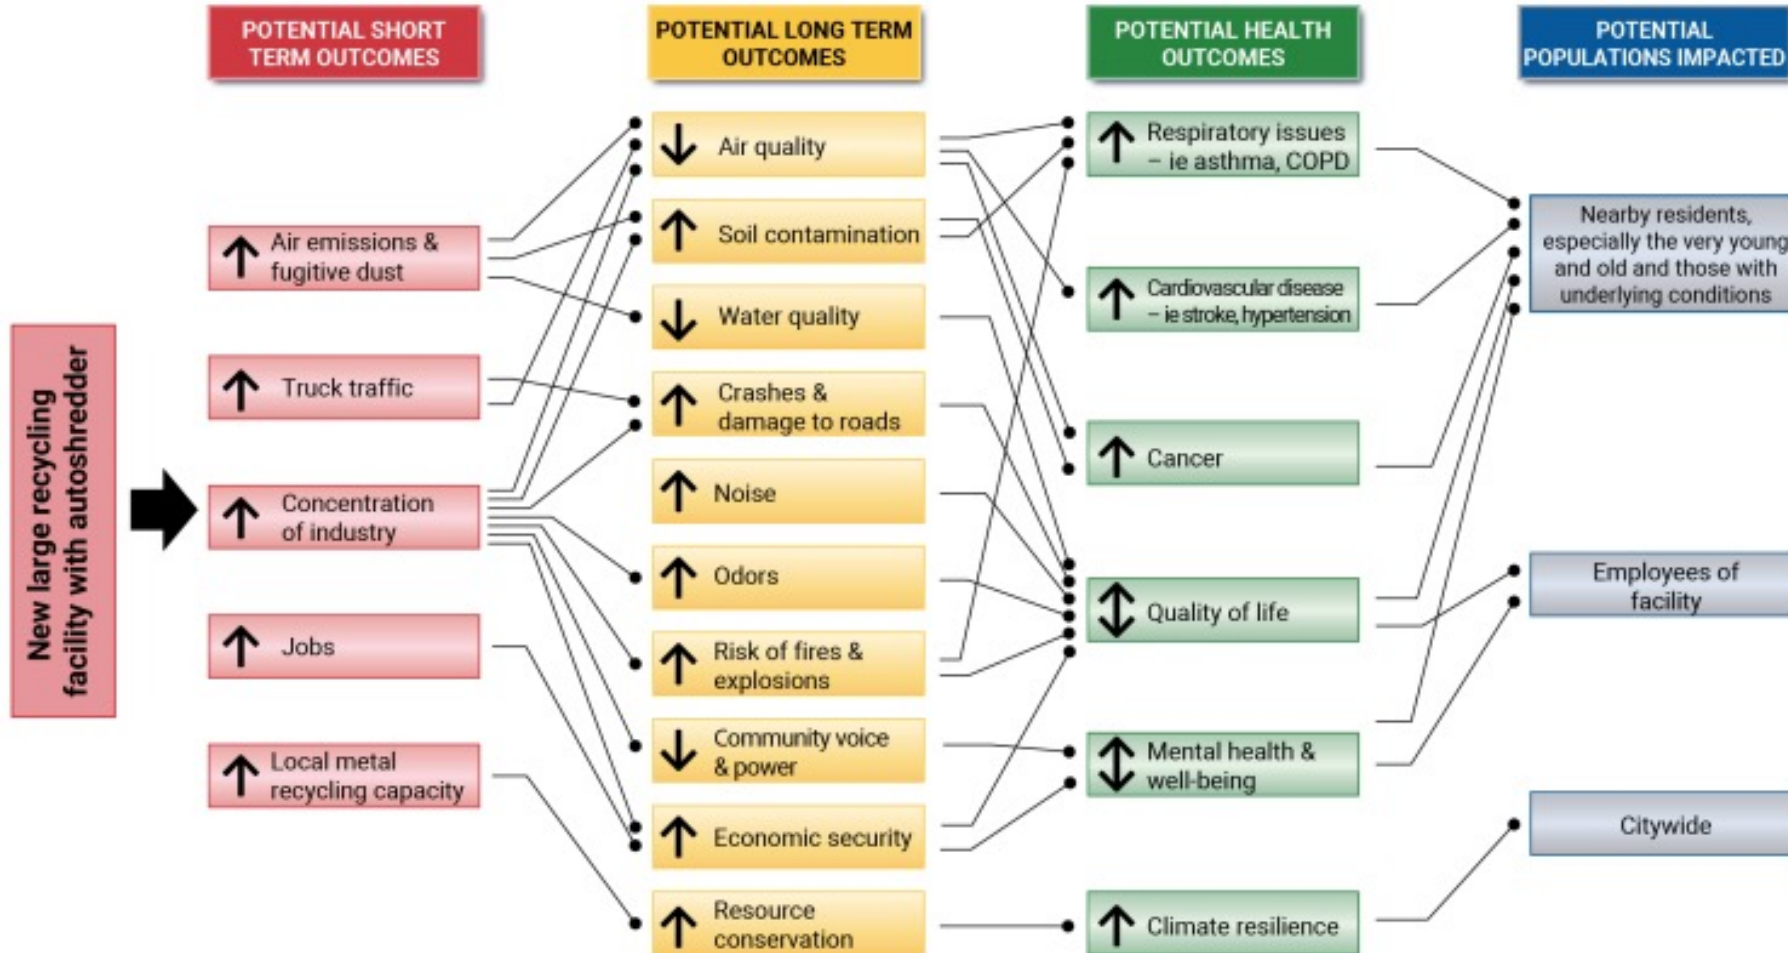 POTENTIAL SHORT
TERM OUTCOMES
POTENTIAL LONG TERM
OUTCOMES
POTENTIAL HEALTH
OUTCOMES
POTENTIAL
POPULATIONS IMPACTED
New large recycling
facility with autoshredder
Air emissions &
fugitive dust
Truck traffic
Concentration
of industry
Jobs
Local metal
recycling capacity
Air quality
Soil contamination
Water quality
Crashes &
damage to roads
Noise
Odors
Risk of fires &
explosions
Community voice
& power
Economic security
Resource
conservation
Respiratory issues
– ie asthma, COPD
Cardiovascular disease
– ie stroke, hypertension
Cancer
Quality of life
Mental health &
well-being
Climate resilience
Nearby residents,
especially the very young
and old and those with
underlying conditions
Employees of
facility
Citywide